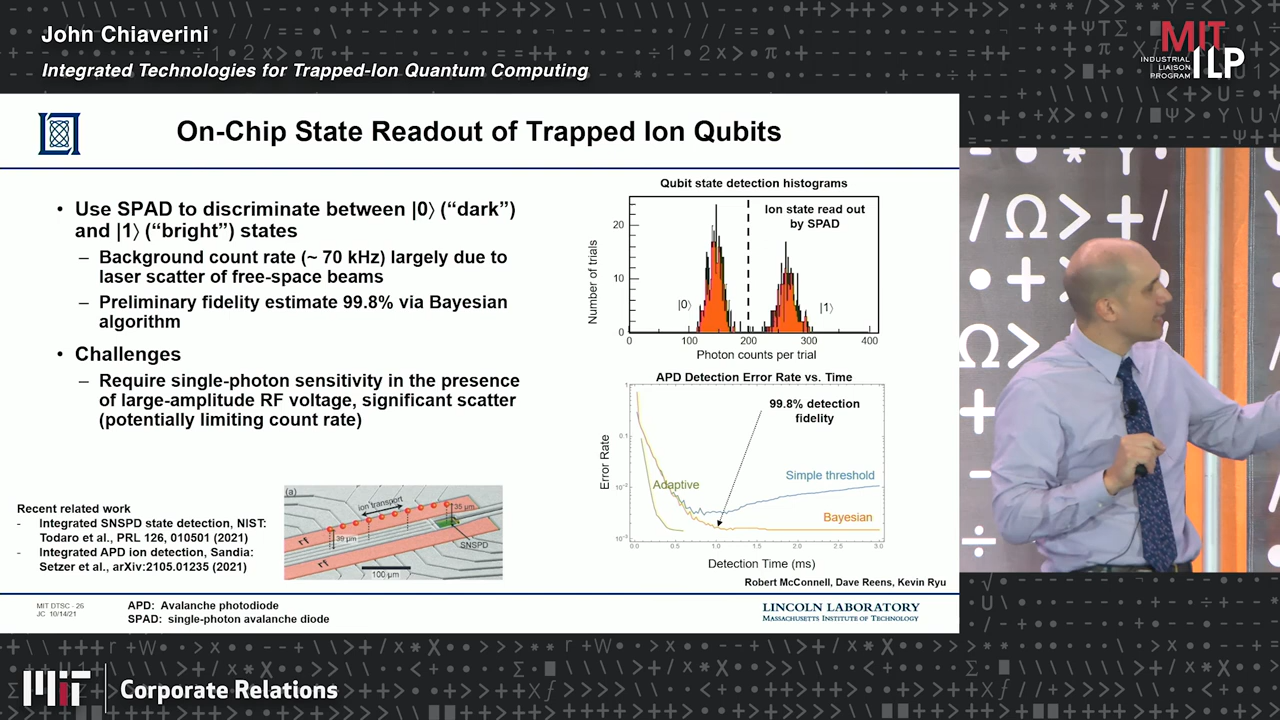 John Chiaverini
Integrated Technologies for Trapped-Ion Quantum Computing
MIT
ILP
INDUSTRIAL
LIAISON
PROGRAM
On-Chip State Readout of Trapped Ion Qubits
• Use SPAD to discriminate between |0⟩ (“dark”)
and |1⟩ (“bright”) states
– Background count rate (~ 70 kHz) largely due to
laser scatter of free-space beams
– Preliminary fidelity estimate 99.8% via Bayesian
algorithm
• Challenges
– Require single-photon sensitivity in the presence
of large-amplitude RF voltage, significant scatter
(potentially limiting count rate)
Qubit state detection histograms
Ion state read out
by SPAD
Number of trials
20
10
0
|0⟩
|1⟩
0 100 200 300 400
Photon counts per trial
APD Detection Error Rate vs. Time
99.8% detection
fidelity
Error Rate
1
0.1
10⁻²
10⁻³
Adaptive
Simple threshold
Bayesian
0.0 0.5 1.0 1.5 2.0 2.5 3.0
Detection Time (ms)
Recent related work
- Integrated SNSPD state detection, NIST:
Todaro et al., PRL 126, 010501 (2021)
- Integrated APD ion detection, Sandia:
Setzer et al., arXiv:2105.01235 (2021)
(a)
ion transport
35 µm
39 µm
SNSPD
rf
rf
100 µm
Robert McConnell, Dave Reens, Kevin Ryu
MIT DTSC - 26
JC 10/14/21
APD: Avalanche photodiode
SPAD: single-photon avalanche diode
LINCOLN LABORATORY
MASSACHUSETTS INSTITUTE OF TECHNOLOGY
MIT
Corporate Relations